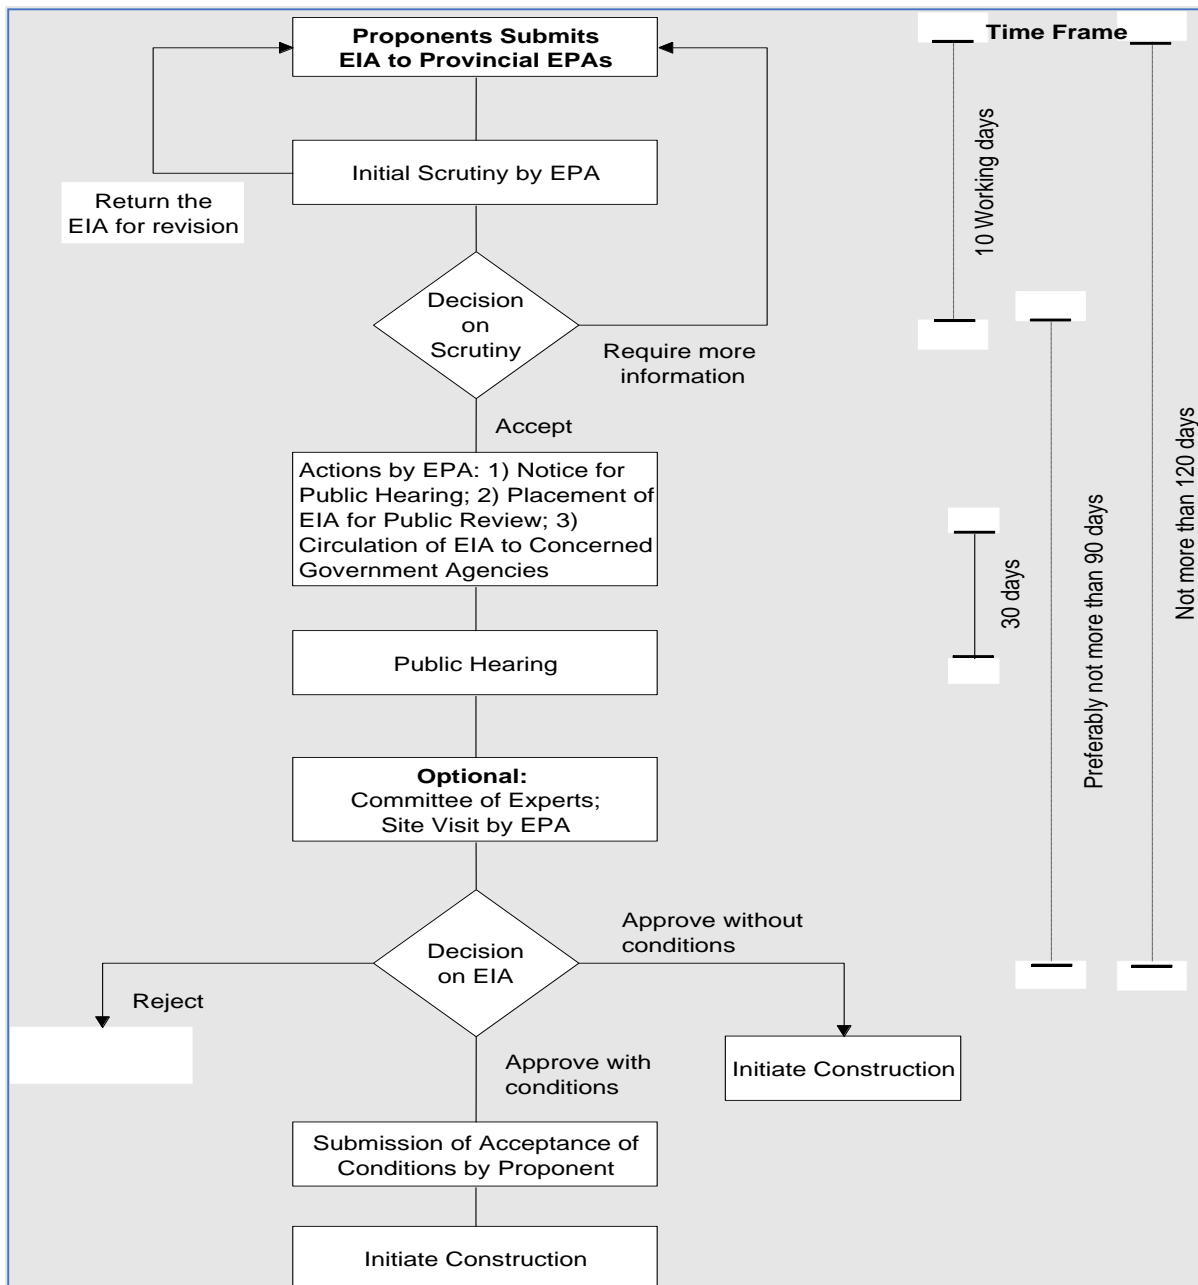 Proponents Submits
EIA to Provincial EPAs
Time Frame
Initial Scrutiny by EPA
Return the
EIA for revision
10 Working days
Decision
on
Scrutiny
Require more
information
Accept
Actions by EPA: 1) Notice for
Public Hearing; 2) Placement of
EIA for Public Review; 3)
Circulation of EIA to Concerned
Government Agencies
30 days
Preferably not more than 90 days
Not more than 120 days
Public Hearing
Optional:
Committee of Experts;
Site Visit by EPA
Decision
on EIA
Approve without
conditions
Reject
Approve with
conditions
Initiate Construction
Submission of Acceptance of
Conditions by Proponent
Initiate Construction